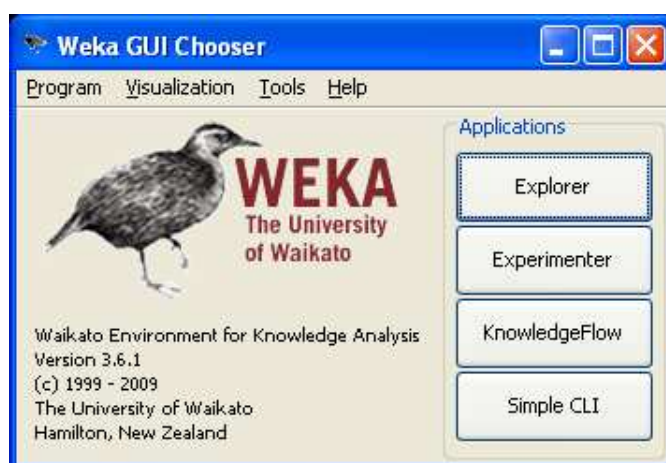 Weka GUI Chooser
Program Visualization Tools Help
WEKA
The University
of Waikato
Waikato Environment for Knowledge Analysis
Version 3.6.1
(c) 1999 - 2009
The University of Waikato
Hamilton, New Zealand
Applications
Explorer
Experimenter
KnowledgeFlow
Simple CLI